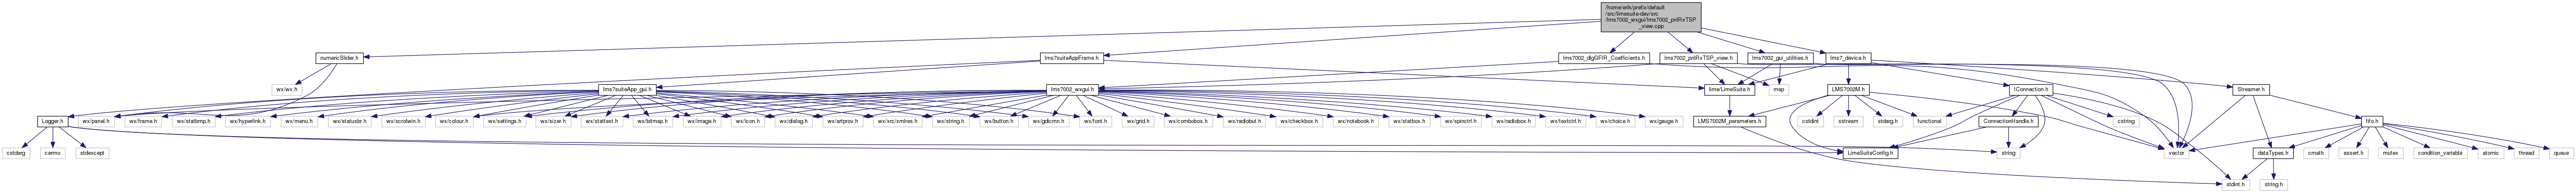 /home/erik/prefix/default
/src/limesuite-dev/src
/lms7002_wxgui/lms7002_pnlRxTSP
_view.cpp
numericSlider.h
lms7suiteAppFrame.h
lms7002_dlgGFIR_Coefficients.h
lms7002_pnlRxTSP_view.h
lms7002_gui_utilities.h
lms7_device.h
wx/wx.h
lms7suiteApp_gui.h
lms7002_wxgui.h
lime/LimeSuite.h
map
LMS7002M.h
IConnection.h
Streamer.h
Logger.h
wx/panel.h
wx/frame.h
wx/statbmp.h
wx/hyperlink.h
wx/menu.h
wx/statusbr.h
wx/scrolwin.h
wx/colour.h
wx/settings.h
wx/sizer.h
wx/stattext.h
wx/bitmap.h
wx/image.h
wx/icon.h
wx/dialog.h
wx/artprov.h
wx/xrc/xmlres.h
wx/string.h
wx/button.h
wx/gdicmn.h
wx/font.h
wx/grid.h
wx/combobox.h
wx/radiobut.h
wx/checkbox.h
wx/notebook.h
wx/statbox.h
wx/spinctrl.h
wx/radiobox.h
wx/textctrl.h
wx/choice.h
wx/gauge.h
LMS7002M_parameters.h
cstdint
sstream
stdarg.h
functional
ConnectionHandle.h
cstring
fifo.h
cstdarg
cerrno
stdexcept
LimeSuiteConfig.h
string
vector
dataTypes.h
cmath
assert.h
mutex
condition_variable
atomic
thread
queue
stdint.h
string.h